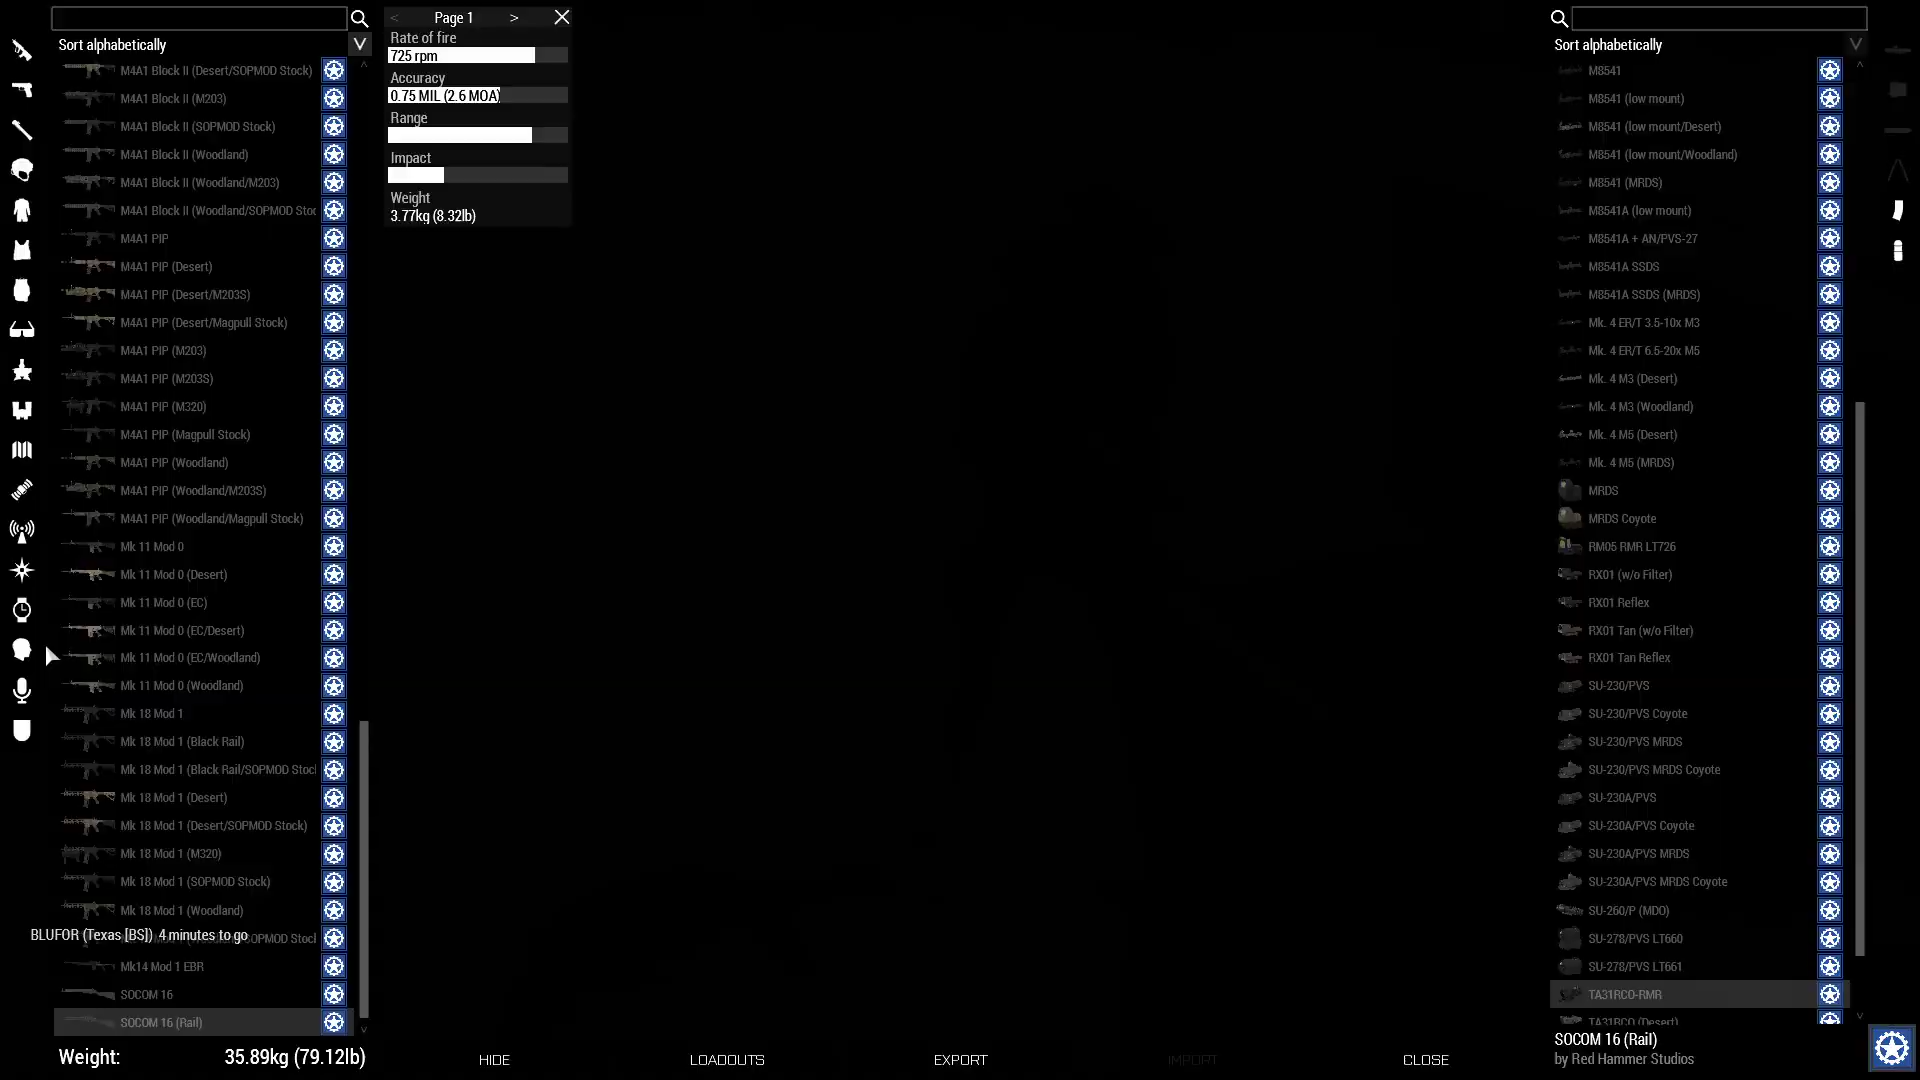 Sort alphabetically
M4A1 Block II (Desert/SOPMOD Stock)
M4A1 Block II (M203)
M4A1 Block II (SOPMOD Stock)
M4A1 Block II (Woodland)
M4A1 Block II (Woodland/M203)
M4A1 Block II (Woodland/SOPMOD Stoc
M4A1 PIP
M4A1 PIP (Desert)
M4A1 PIP (Desert/M203S)
M4A1 PIP (Desert/Magpull Stock)
M4A1 PIP (M203)
M4A1 PIP (M203S)
M4A1 PIP (M320)
M4A1 PIP (Magpull Stock)
M4A1 PIP (Woodland)
M4A1 PIP (Woodland/M203S)
M4A1 PIP (Woodland/Magpull Stock)
Mk 11 Mod 0
Mk 11 Mod 0 (Desert)
Mk 11 Mod 0 (EC)
Mk 11 Mod 0 (EC/Desert)
Mk 11 Mod 0 (EC/Woodland)
Mk 11 Mod 0 (Woodland)
Mk 18 Mod 1
Mk 18 Mod 1 (Black Rail)
Mk 18 Mod 1 (Black Rail/SOPMOD Stocl
Mk 18 Mod 1 (Desert)
Mk 18 Mod 1 (Desert/SOPMOD Stock)
Mk 18 Mod 1 (M320)
Mk 18 Mod 1 (SOPMOD Stock)
Mk 18 Mod 1 (Woodland)
BLUFOR (Texas [BS]) 4 minutes to go
SOPMOD Stocl
Mk14 Mod 1 EBR
SOCOM 16
SOCOM 16 (Rail)
Weight: 35.89kg (79.12lb)
< Page 1 >
Rate of fire
725 rpm
Accuracy
0.75 MIL (2.6 MOA)
Range
Impact
Weight
3.77kg (8.32lb)
HIDE
LOADOUTS
EXPORT
IMPORT
CLOSE
Sort alphabetically
M8541
M8541 (low mount)
M8541 (low mount/Desert)
M8541 (low mount/Woodland)
M8541 (MRDS)
M8541A (low mount)
M8541A + AN/PVS-27
M8541A SSDS
M8541A SSDS (MRDS)
Mk. 4 ER/T 3.5-10x M3
Mk. 4 ER/T 6.5-20x M5
Mk. 4 M3 (Desert)
Mk. 4 M3 (Woodland)
Mk. 4 M5 (Desert)
Mk. 4 M5 (MRDS)
MRDS
MRDS Coyote
RM05 RMR LT726
RX01 (w/o Filter)
RX01 Reflex
RX01 Tan (w/o Filter)
RX01 Tan Reflex
SU-230/PVS
SU-230/PVS Coyote
SU-230/PVS MRDS
SU-230/PVS MRDS Coyote
SU-230A/PVS
SU-230A/PVS Coyote
SU-230A/PVS MRDS
SU-230A/PVS MRDS Coyote
SU-260/P (MDO)
SU-278/PVS LT660
SU-278/PVS LT661
TA31RCO-RMR
TA31RCO (Desert)
SOCOM 16 (Rail)
by Red Hammer Studios